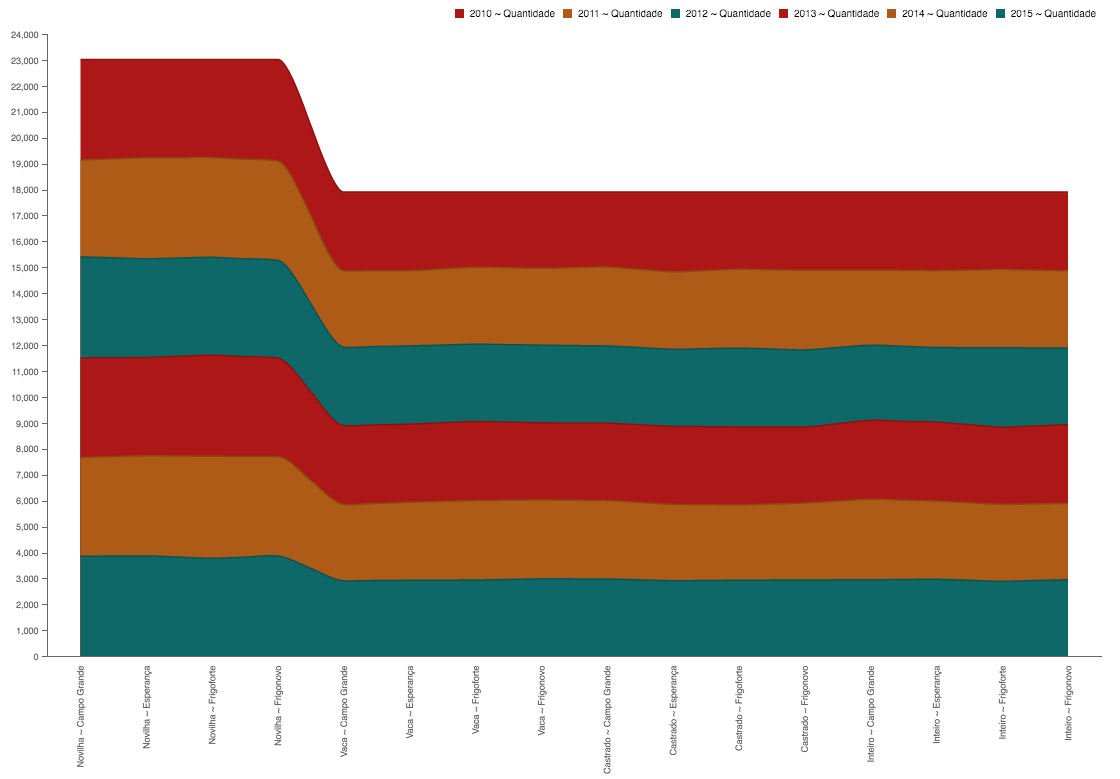 2010 ~ Quantidade 2011 ~ Quantidade 2012 ~ Quantidade 2013 ~ Quantidade 2014 ~ Quantidade 2015 ~ Quantidade
24,000
23,000
22,000
21,000
20,000
19,000
18,000
17,000
16,000
15,000
14,000
13,000
12,000
11,000
10,000
9,000
8,000
7,000
6,000
5,000
4,000
3,000
2,000
1,000
0
Novilha ~ Campo Grande
Novilha ~ Esperança
Novilha ~ Frigoforte
Novilha ~ Frigonovo
Vaca ~ Campo Grande
Vaca ~ Esperança
Vaca ~ Frigoforte
Vaca ~ Frigonovo
Castrado ~ Campo Grande
Castrado ~ Esperança
Castrado ~ Frigoforte
Castrado ~ Frigonovo
Inteiro ~ Campo Grande
Inteiro ~ Esperança
Inteiro ~ Frigoforte
Inteiro ~ Frigonovo